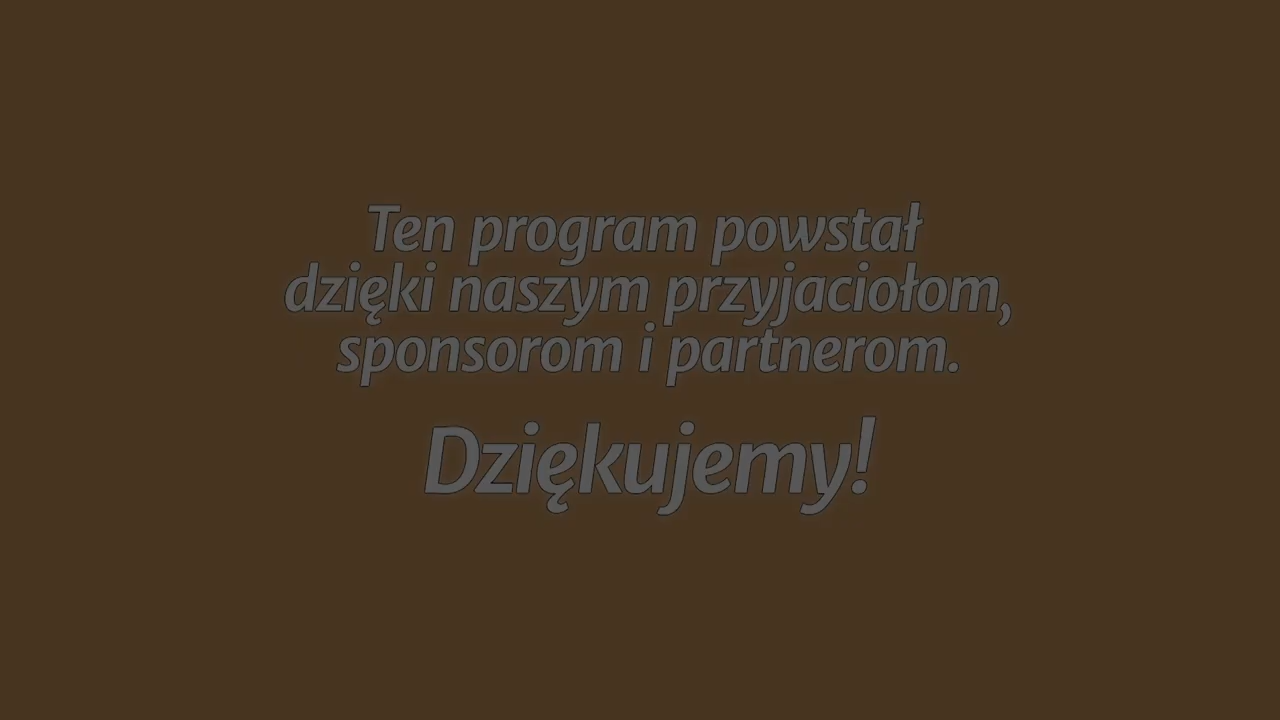 Ten program powstał
dzięki naszym przyjaciołom,
sponsorom i partnerom.
Dziękujemy!